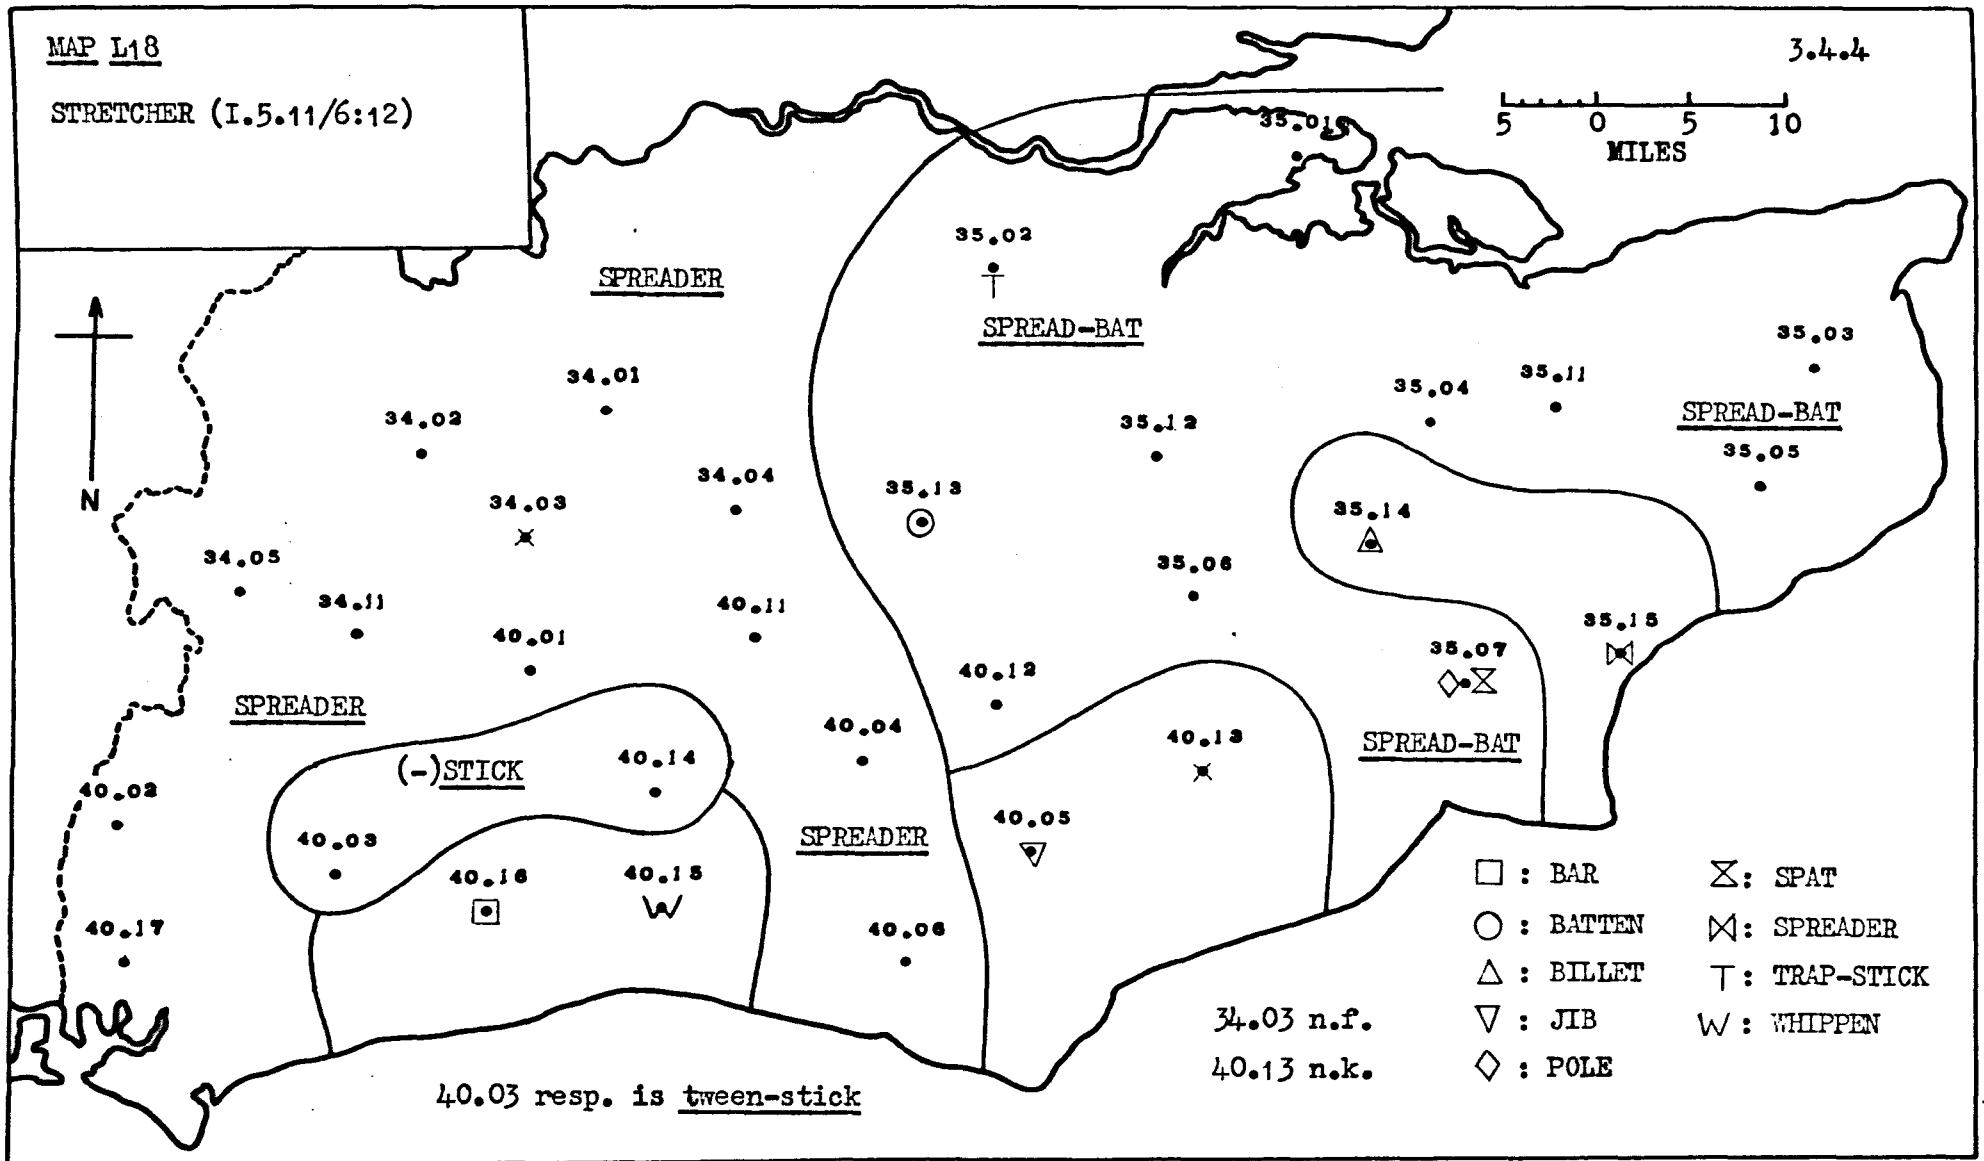 MAP L18
STRETCHER (I.5.11/6:12)
3.4.4
5 0 5 10
MILES
35.01
35.02
SPREADER
SPREAD-BAT
35.03
34.01
35.04
35.11
34.02
35.12
SPREAD-BAT
35.05
34.04
35.13
34.03
35.14
N
34.05
35.06
34.11
40.11
35.15
40.01
35.07
40.12
SPREADER
40.04
40.13
SPREAD-BAT
40.14
(-)STICK
40.02
40.05
40.03
SPREADER
40.16
40.15
40.17
40.06
: BAR
: BATTEN
: BILLET
: JIB
: POLE
: SPAT
: SPREADER
: TRAP-STICK
: WHIPPEN
34.03 n.f.
40.13 n.k.
40.03 resp. is tween-stick